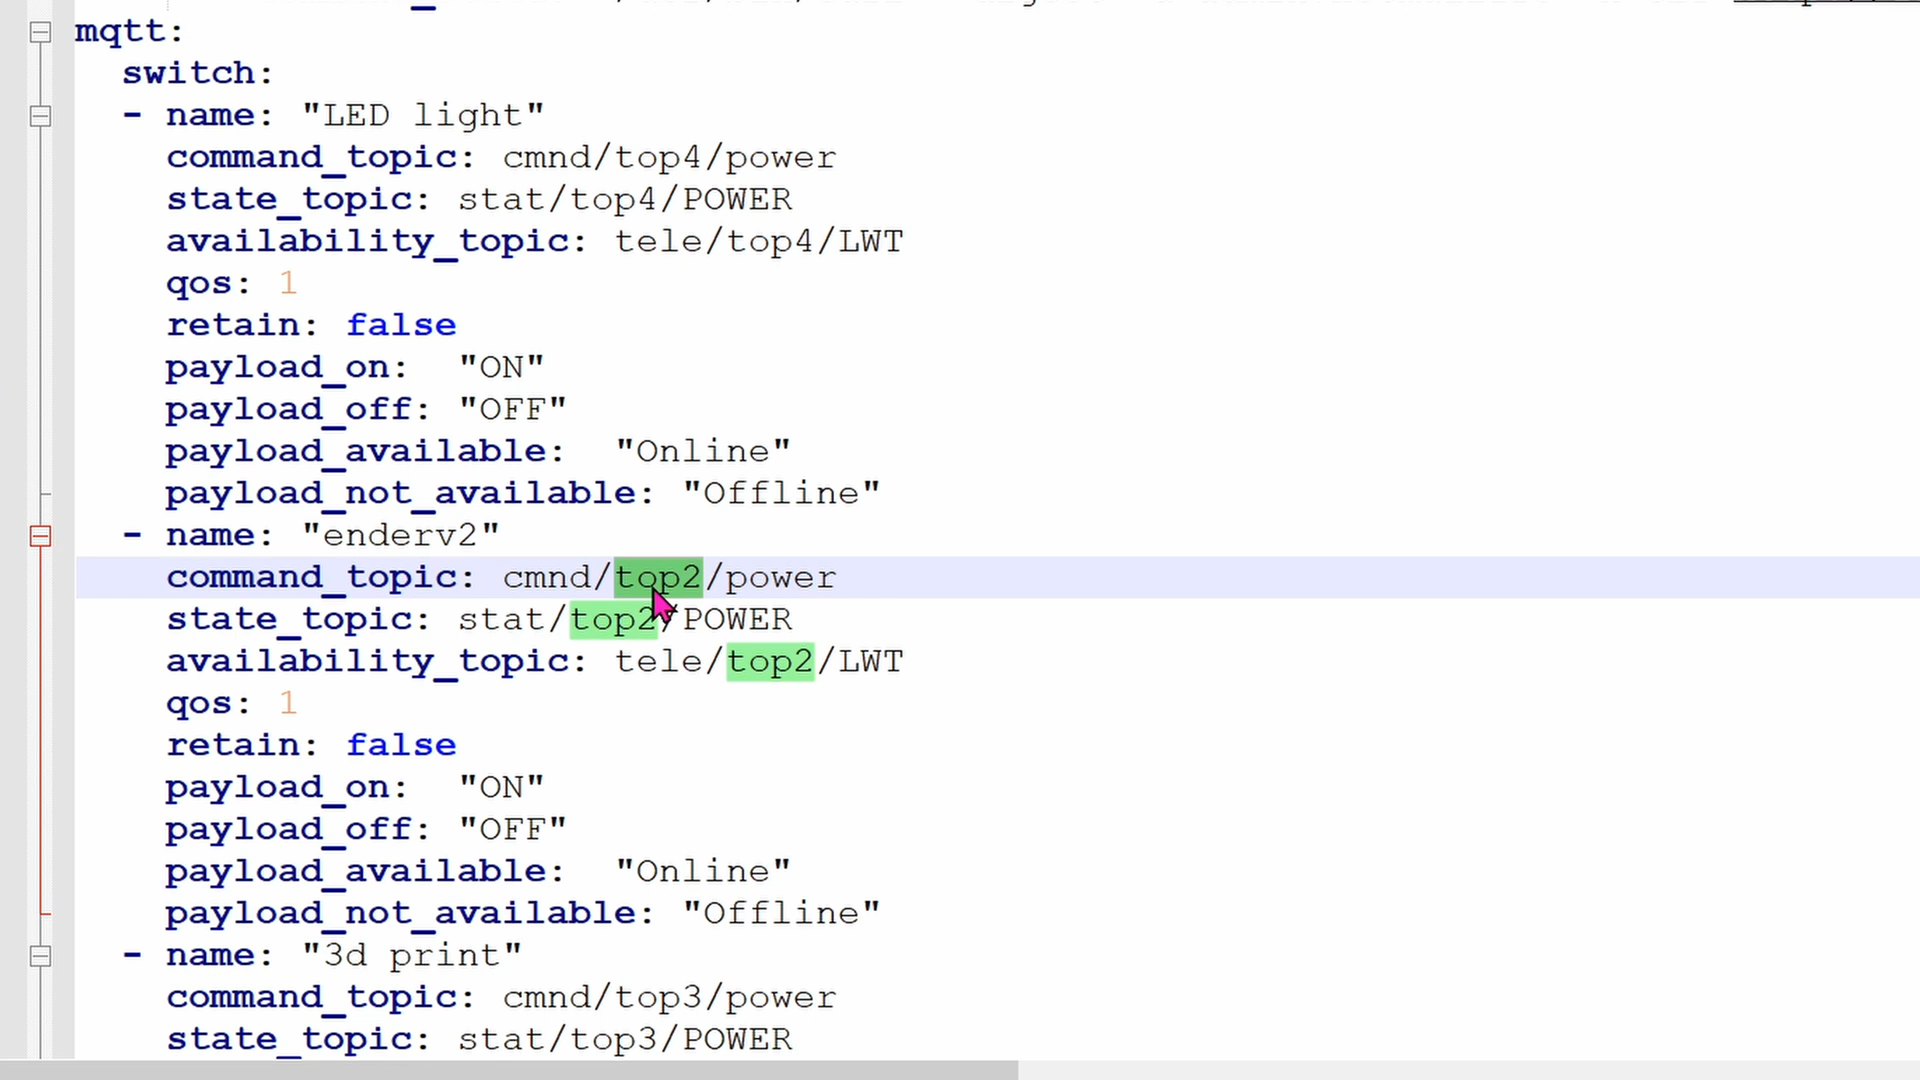 mqtt:
switch:
- name: "LED light"
command_topic: cmnd/top4/power
state_topic: stat/top4/POWER
availability_topic: tele/top4/LWT
qos: 1
retain: false
payload_on:  "ON"
payload_off: "OFF"
payload_available:  "Online"
payload_not_available: "Offline"
- name: "enderv2"
command_topic: cmnd/top2/power
state_topic: stat/top2/POWER
availability_topic: tele/top2/LWT
qos: 1
retain: false
payload_on:  "ON"
payload_off: "OFF"
payload_available:  "Online"
payload_not_available: "Offline"
- name: "3d print"
command_topic: cmnd/top3/power
state_topic: stat/top3/POWER